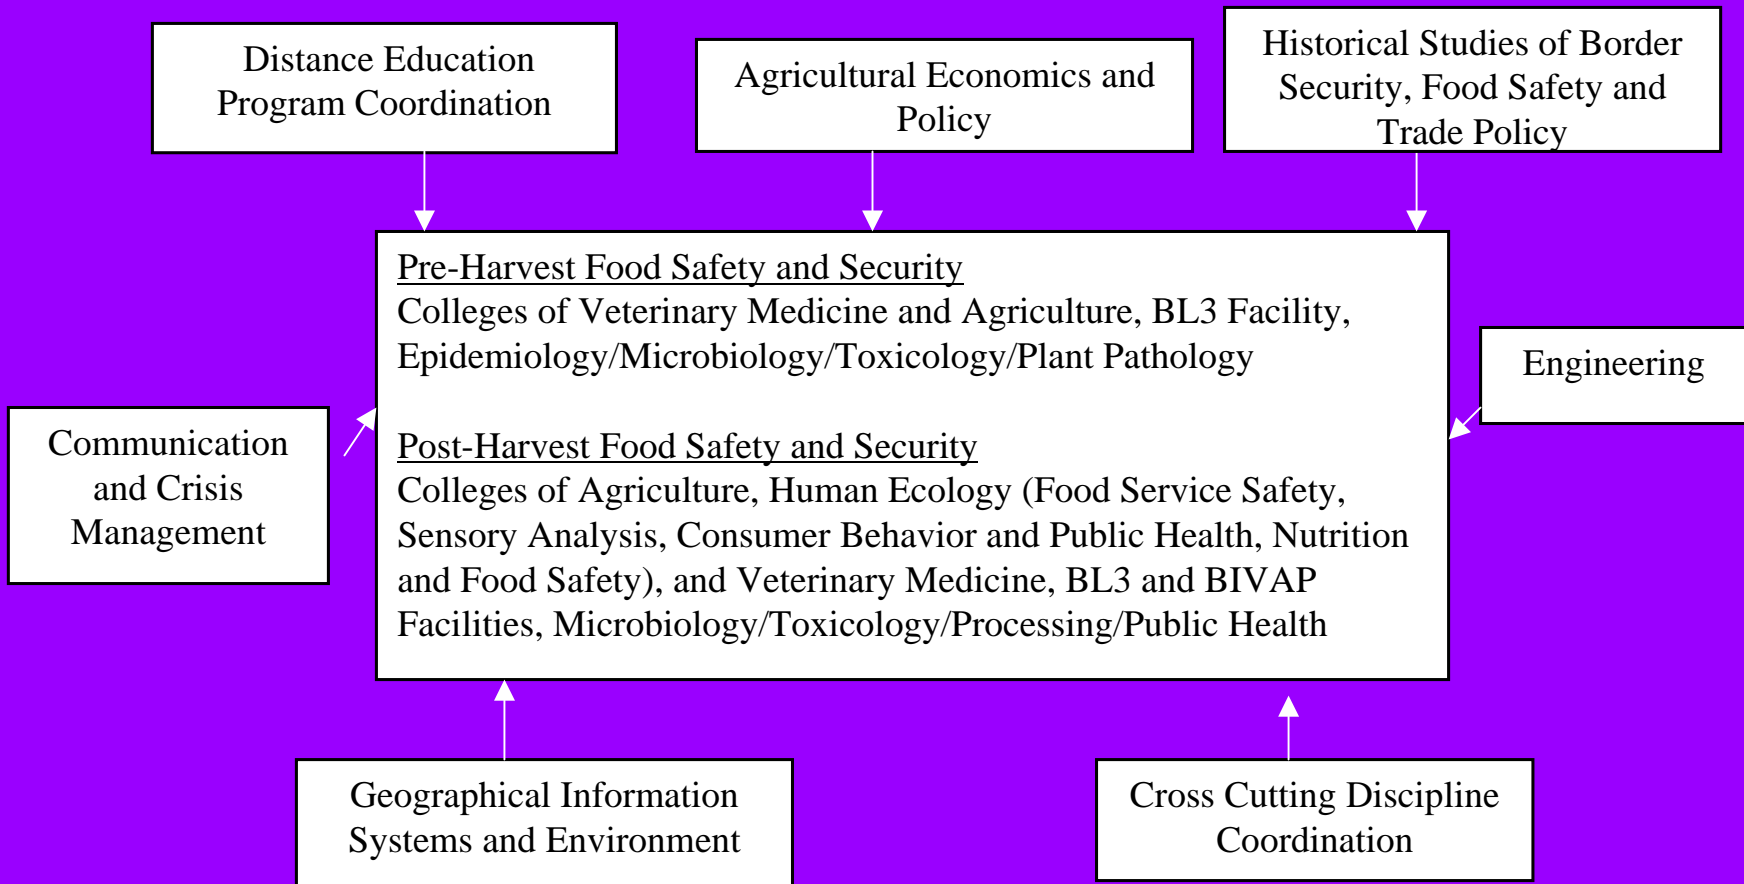 Distance Education
Program Coordination
Agricultural Economics and
Policy
Historical Studies of Border
Security, Food Safety and
Trade Policy
Pre-Harvest Food Safety and Security
Colleges of Veterinary Medicine and Agriculture, BL3 Facility,
Epidemiology/Microbiology/Toxicology/Plant Pathology
Engineering
Communication
and Crisis
Management
Post-Harvest Food Safety and Security
Colleges of Agriculture, Human Ecology (Food Service Safety,
Sensory Analysis, Consumer Behavior and Public Health, Nutrition
and Food Safety), and Veterinary Medicine, BL3 and BIVAP
Facilities, Microbiology/Toxicology/Processing/Public Health
Geographical Information
Systems and Environment
Cross Cutting Discipline
Coordination